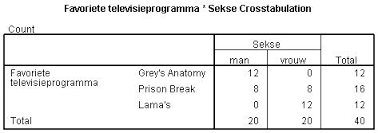 Favoriete televisieprogramma * Sekse Crosstabulation
Count
Sekse
man vrouw Total
Favoriete televisieprogramma Grey's Anatomy 12 0 12
Prison Break 8 8 16
Lama's 0 12 12
Total 20 20 40